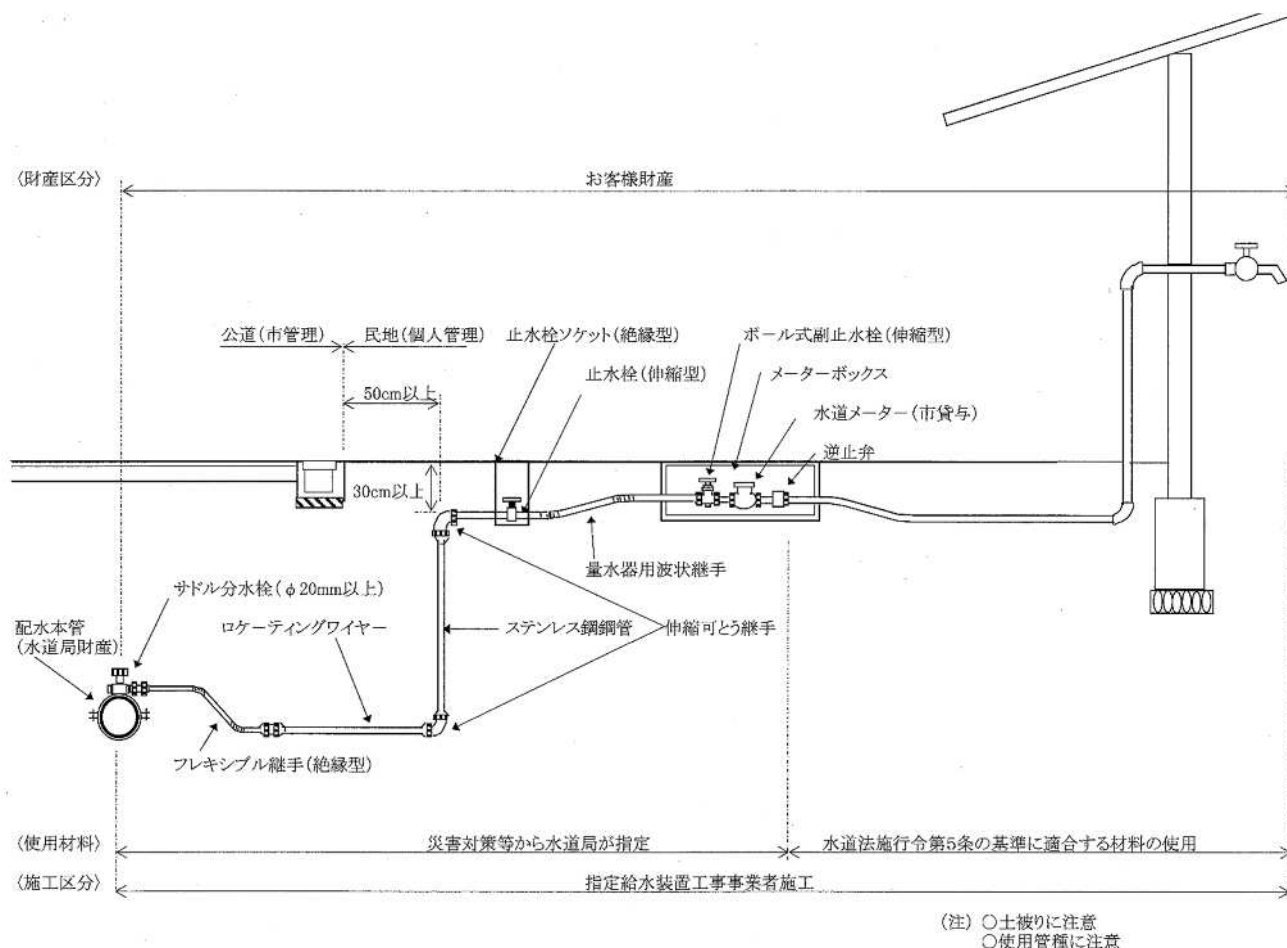 〈財産区分〉
お客様財産
公道(市管理)
民地(個人管理)
止水栓ソケット(絶縁型)
ボール式副止水栓(伸縮型)
止水栓(伸縮型)
メーターボックス
50cm以上
水道メーター(市貸与)
逆止弁
30cm以上
量水器用波状継手
サドル分水栓(φ20mm以上)
配水本管
(水道局財産)
ロケーティングワイヤー
ステンレス鋼鋼管
伸縮可とう継手
フレキシブル継手(絶縁型)
〈使用材料〉
災害対策等から水道局が指定
水道法施行令第5条の基準に適合する材料の使用
〈施工区分〉
指定給水装置工事事業者施工
(注) ○土被りに注意
○使用管種に注意